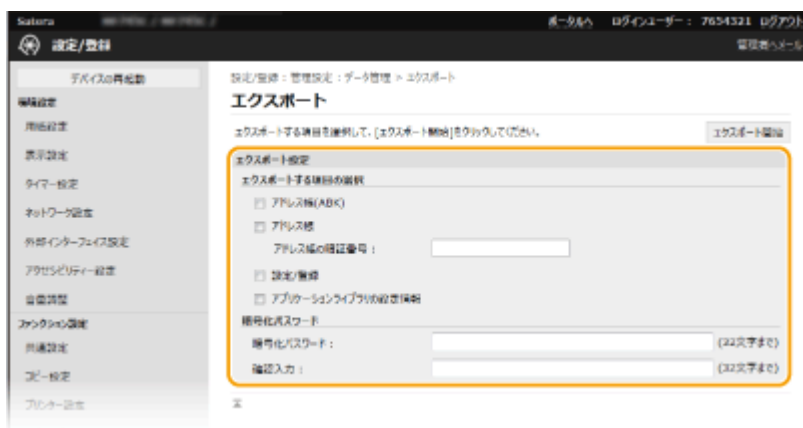 Satera
ポータルへ ログインユーザー： 7654321 ログアウト
設定/登録
管理者へメール
デバイスの再起動
設定/登録 : 管理設定 : データ管理 > エクスポート
エクスポート
環境設定
エクスポートする項目を選択して、[エクスポート開始]をクリックしてください。
エクスポート開始
用紙設定
表示設定
タイマー設定
ネットワーク設定
外部インターフェイス設定
アクセシビリティー設定
音量調整
ファンクション設定
共通設定
コピー設定
プリンター設定
エクスポート設定
エクスポートする項目の選択
アドレス帳(ABK)
アドレス帳
アドレス帳の暗証番号：
設定/登録
アプリケーションライブラリの設定情報
暗号化パスワード
暗号化パスワード： (32文字まで)
確認入力： (32文字まで)